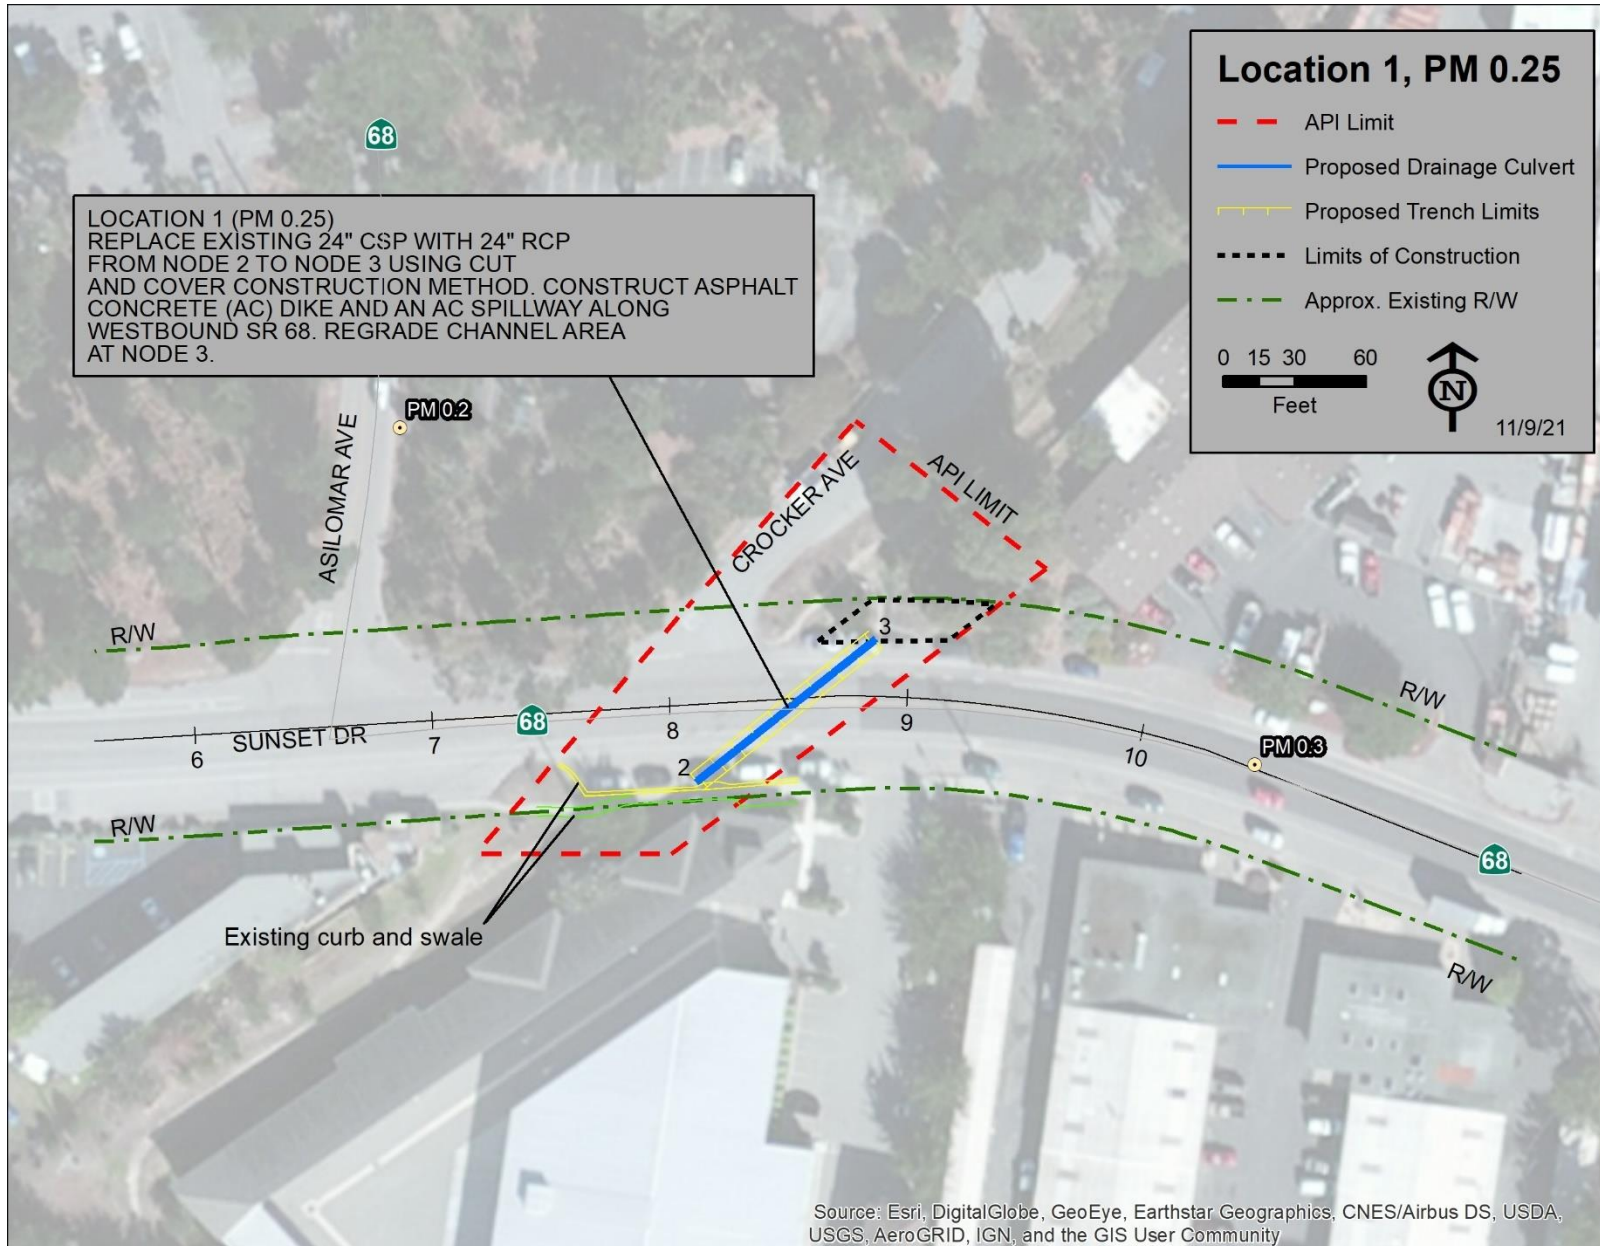 68
LOCATION 1 (PM 0.25)
REPLACE EXISTING 24" CSP WITH 24" RCP
FROM NODE 2 TO NODE 3 USING CUT
AND COVER CONSTRUCTION METHOD. CONSTRUCT ASPHALT
CONCRETE (AC) DIKE AND AN AC SPILLWAY ALONG
WESTBOUND SR 68. REGRADE CHANNEL AREA
AT NODE 3.
Location 1, PM 0.25
API Limit
Proposed Drainage Culvert
Proposed Trench Limits
Limits of Construction
Approx. Existing R/W
0 15 30 60
Feet
N
11/9/21
PM 0.2
ASILOMAR AVE
CROCKER AVE
API LIMIT
R/W
3
R/W
68
SUNSET DR
6
7
8
9
10
PM 0.3
2
R/W
68
Existing curb and swale
R/W
Source: Esri, DigitalGlobe, GeoEye, Earthstar Geographics, CNES/Airbus DS, USDA,
USGS, AeroGRID, IGN, and the GIS User Community